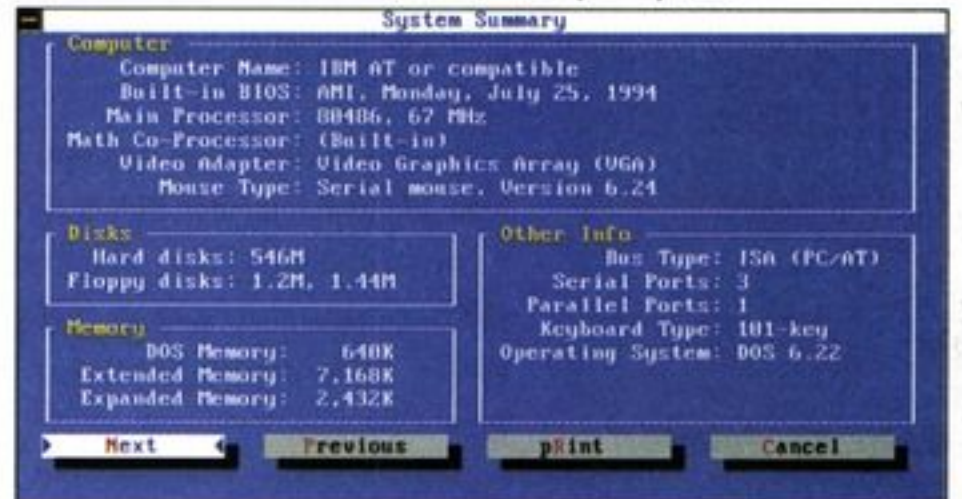 System Summary
Computer
Computer Name: IBM AT or compatible
Built-in BIOS: AMI, Monday, July 25, 1994
Main Processor: 80486, 67 MHz
Math Co-Processor: (Built-in)
Video Adapter: Video Graphics Array (VGA)
Mouse Type: Serial mouse, Version 6.24
Disks
Hard disks: 546M
Floppy disks: 1.2M, 1.44M
Memory
DOS Memory: 640K
Extended Memory: 7,168K
Expanded Memory: 2,432K
Other Info
Bus Type: ISA (PC/AT)
Serial Ports: 3
Parallel Ports: 1
Keyboard Type: 101-key
Operating System: DOS 6.22
Next Previous pRint Cancel